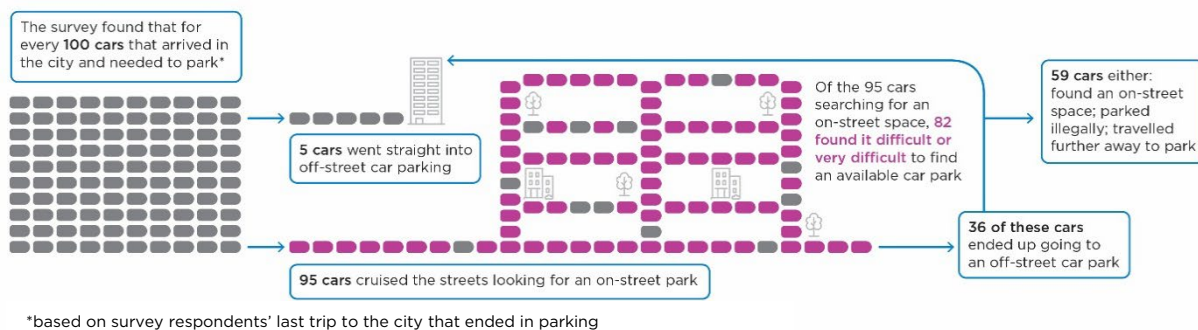 The survey found that for
every 100 cars that arrived in
the city and needed to park*
5 cars went straight into
off-street car parking
95 cars cruised the streets looking for an on-street park
Of the 95 cars
searching for an
on-street space, 82
found it difficult or
very difficult to find
an available car park
36 of these cars
ended up going to
an off-street car park
59 cars either:
found an on-street
space; parked
illegally; travelled
further away to park
*based on survey respondents' last trip to the city that ended in parking